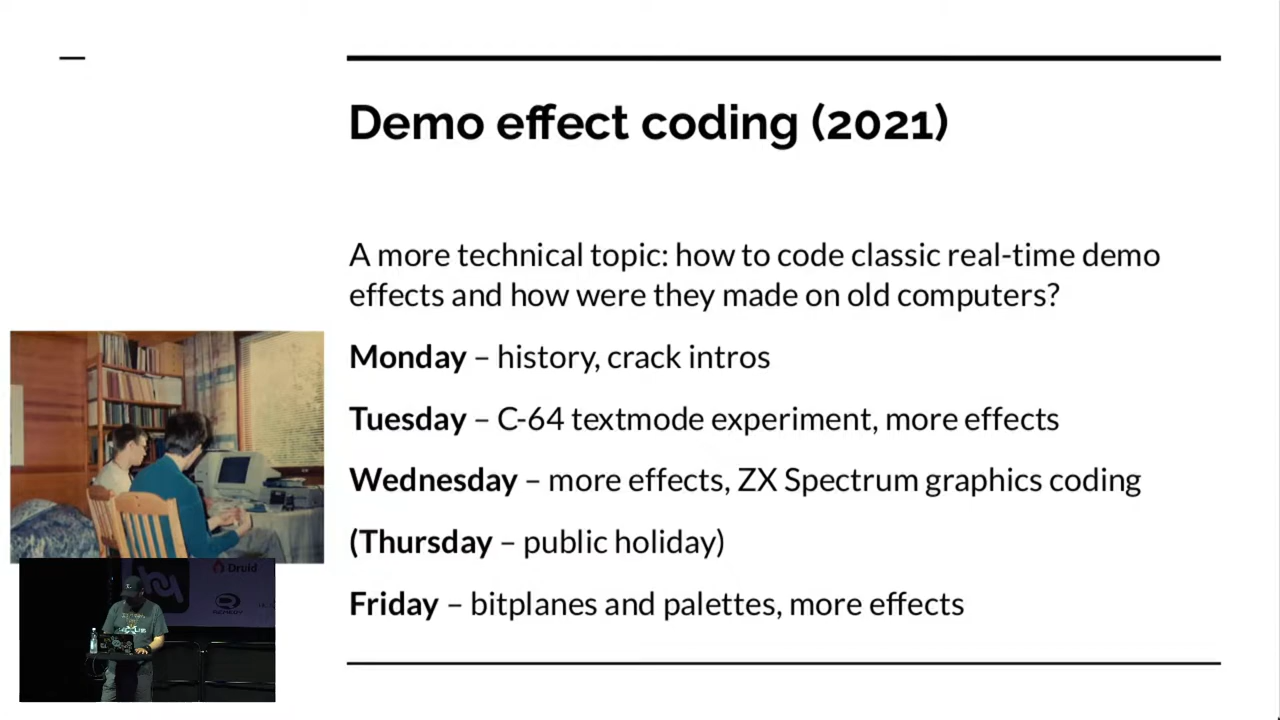 Demo effect coding (2021)
A more technical topic: how to code classic real-time demo
effects and how were they made on old computers?
Monday – history, crack intros
Tuesday – C-64 textmode experiment, more effects
Wednesday – more effects, ZX Spectrum graphics coding
(Thursday – public holiday)
Friday – bitplanes and palettes, more effects
Druid